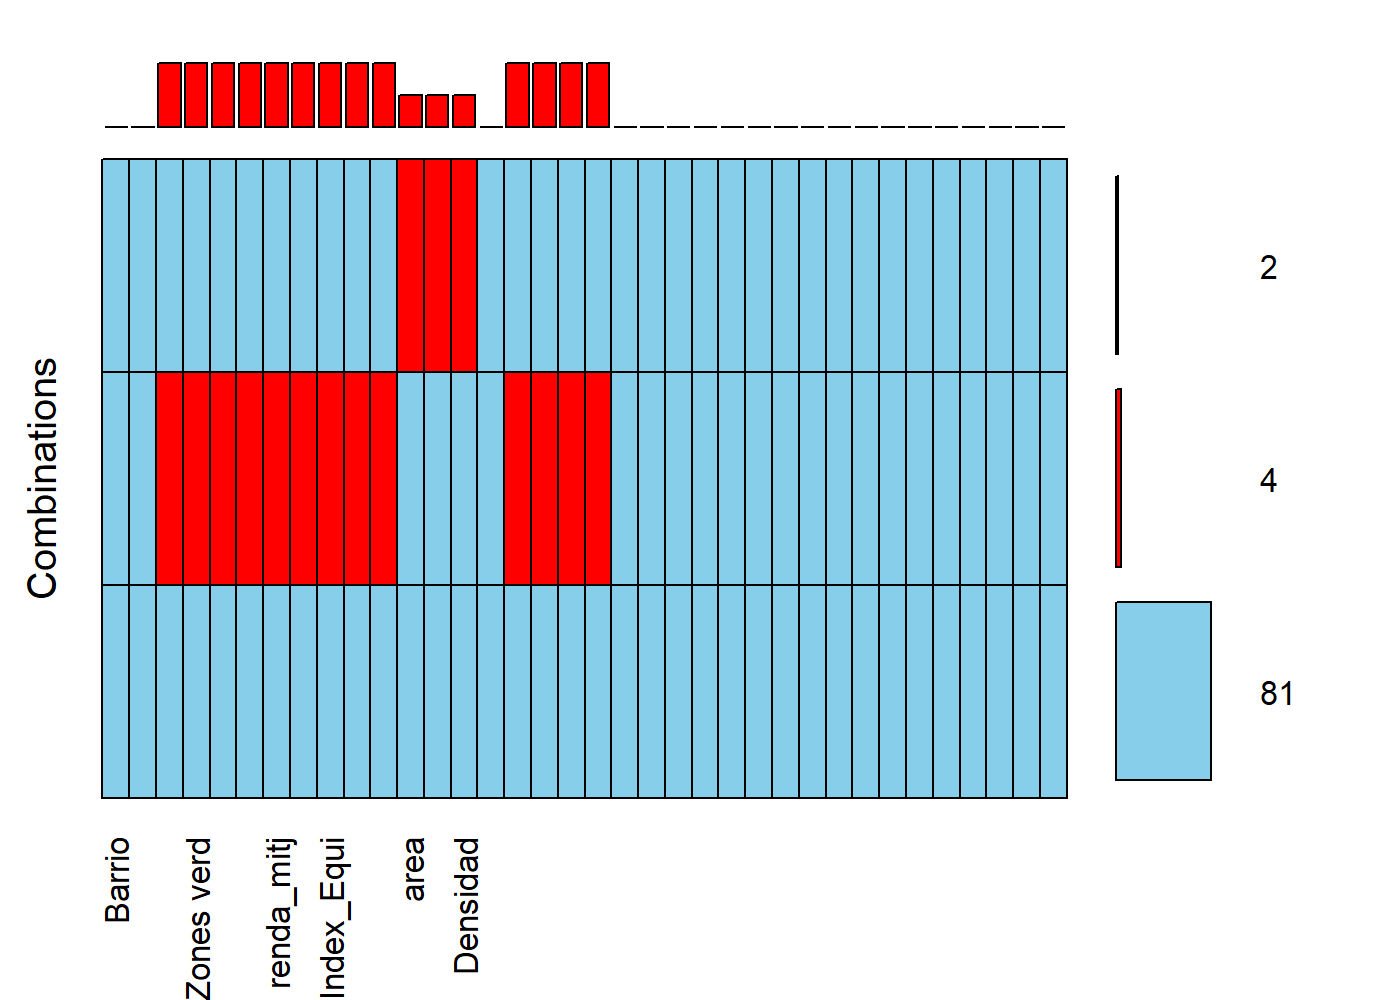 Combinations
2
4
81
Barrio
Zones verd
renda_mitj
Index_Equi
area
Densidad